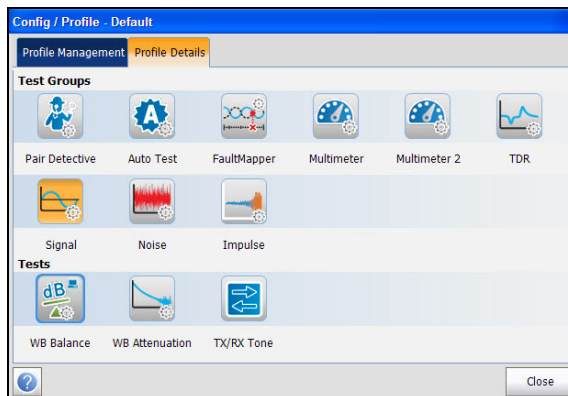 Config / Profile - Default
Profile Management Profile Details
Test Groups
Pair Detective Auto Test FaultMapper Multimeter Multimeter 2 TDR
Signal Noise Impulse
Tests
dB
WB Balance WB Attenuation TX/RX Tone
? Close